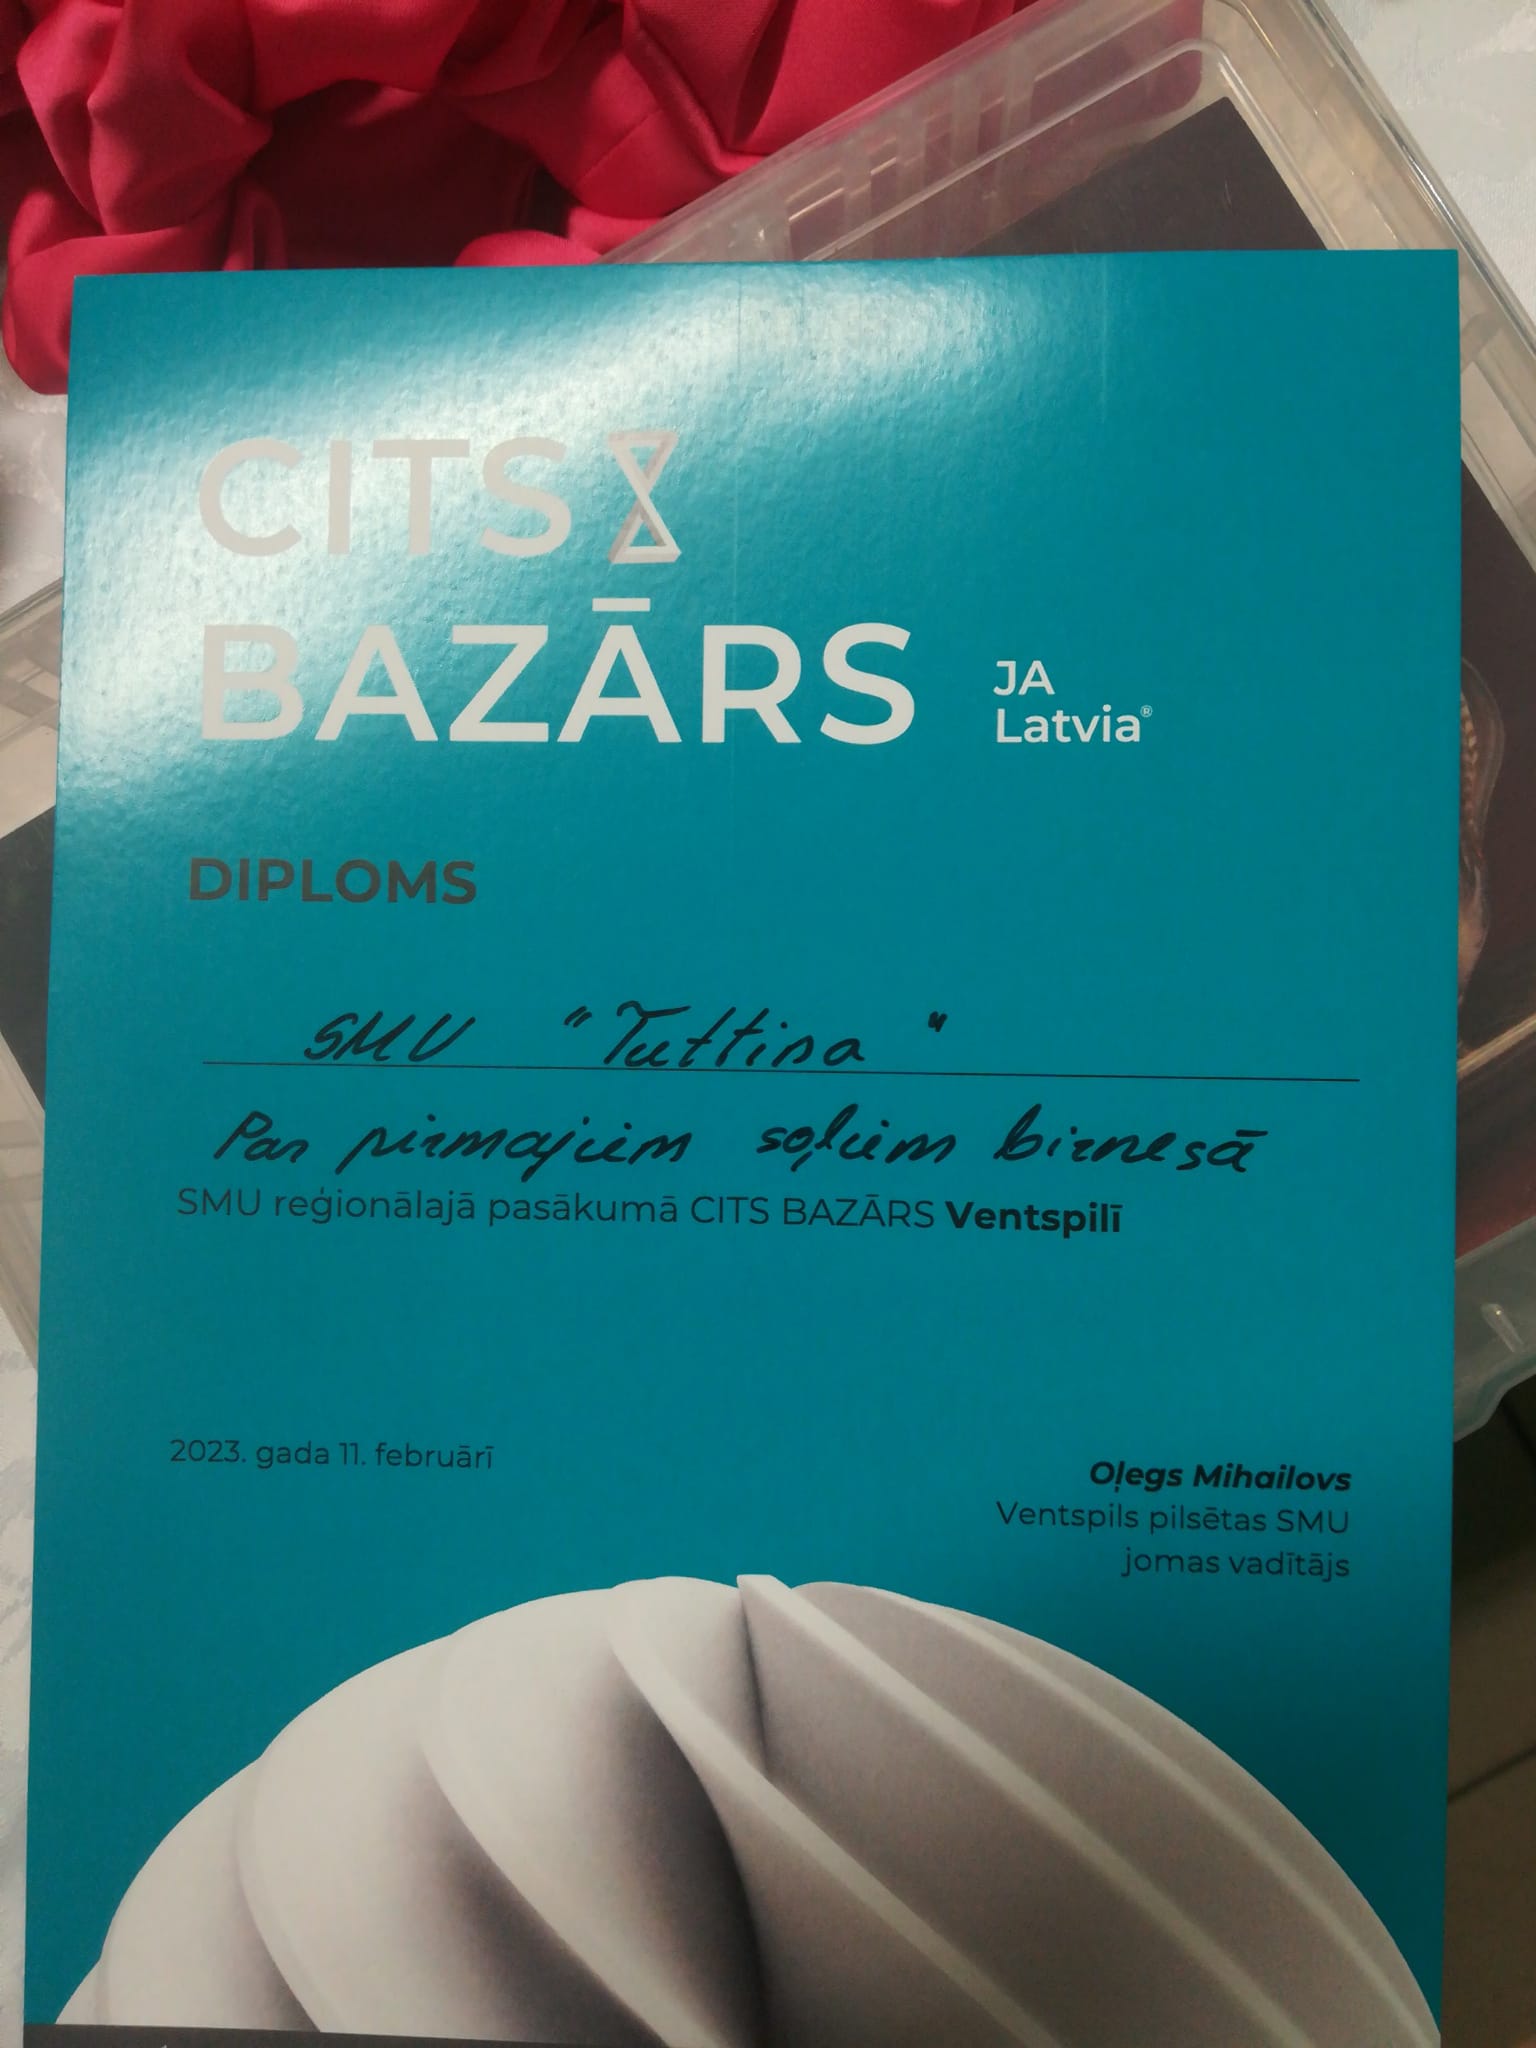 CITS
BAZĀRS
JA
Latvia®
DIPLOMS
SMU "Tuttina"
Par pirmajiem soļiem biznesā
SMU reģionālajā pasākumā CITS BAZĀRS Ventspilī
2023. gada 11. februārī
Oļegs Mihailovs
Ventspils pilsētas SMU
jomas vadītājs